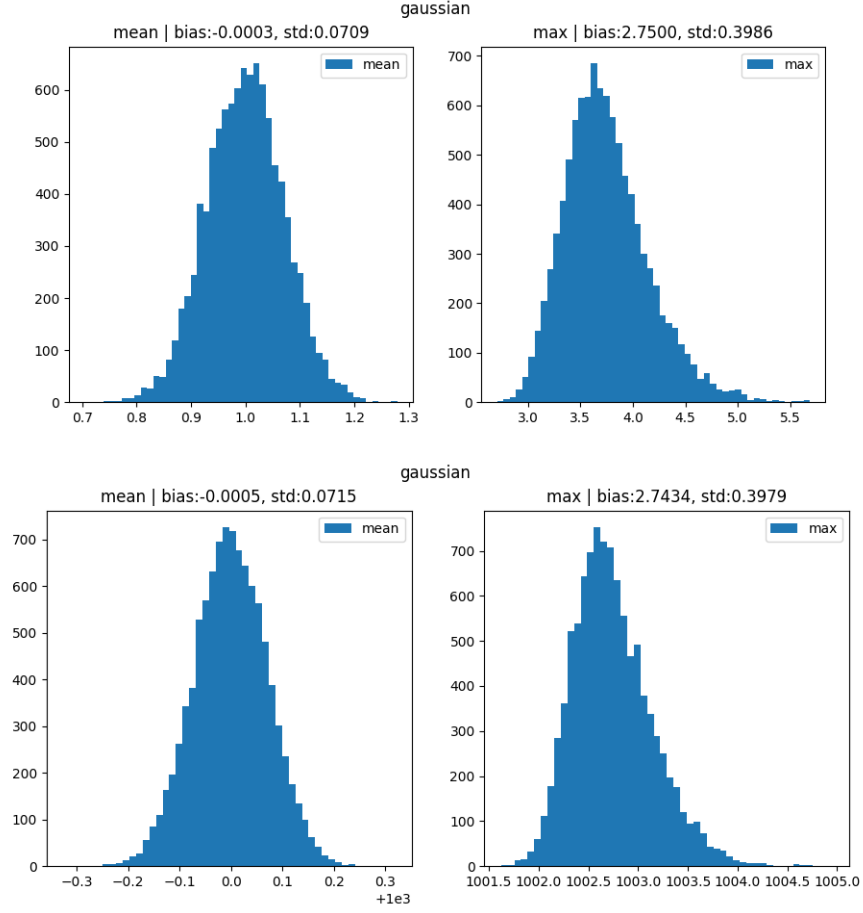 gaussian
mean | bias:-0.0003, std:0.0709
max | bias:2.7500, std:0.3986
mean
max
600
500
400
300
200
100
0
0.7 0.8 0.9 1.0 1.1 1.2 1.3
700
600
500
400
300
200
100
0
3.0 3.5 4.0 4.5 5.0 5.5
gaussian
mean | bias:-0.0005, std:0.0715
max | bias:2.7434, std:0.3979
mean
max
700
600
500
400
300
200
100
0
−0.3 −0.2 −0.1 0.0 0.1 0.2 0.3
+1e3
700
600
500
400
300
200
100
0
1001.5 1002.0 1002.5 1003.0 1003.5 1004.0 1004.5 1005.0